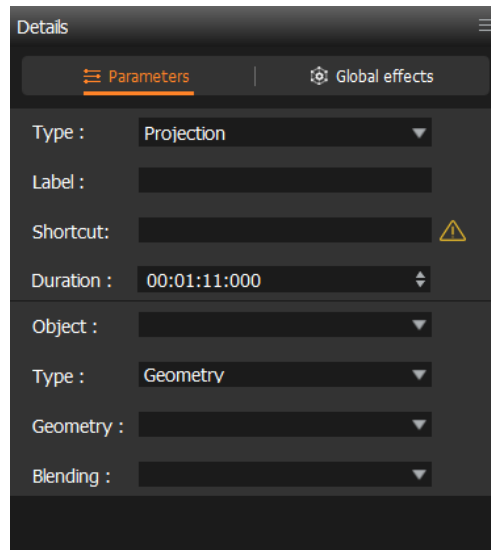 Details
Parameters
Global effects
Type :
Projection
Label :
Shortcut:
Duration :
00:01:11:000
Object :
Type :
Geometry
Geometry :
Blending :